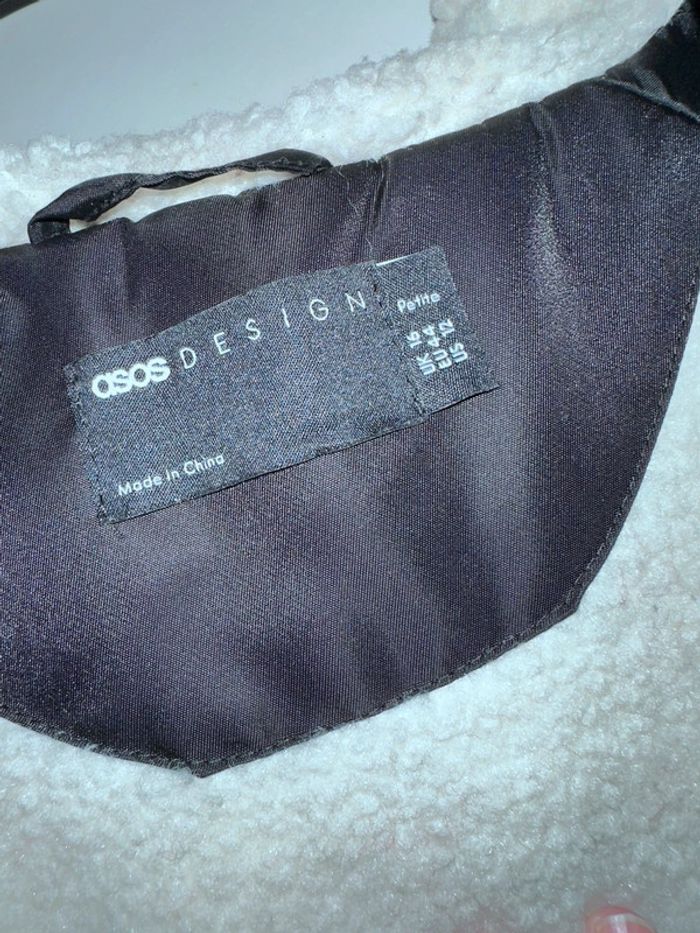 asos DESIGN
Made in China
Petite
UK 16
EU 44
US 12